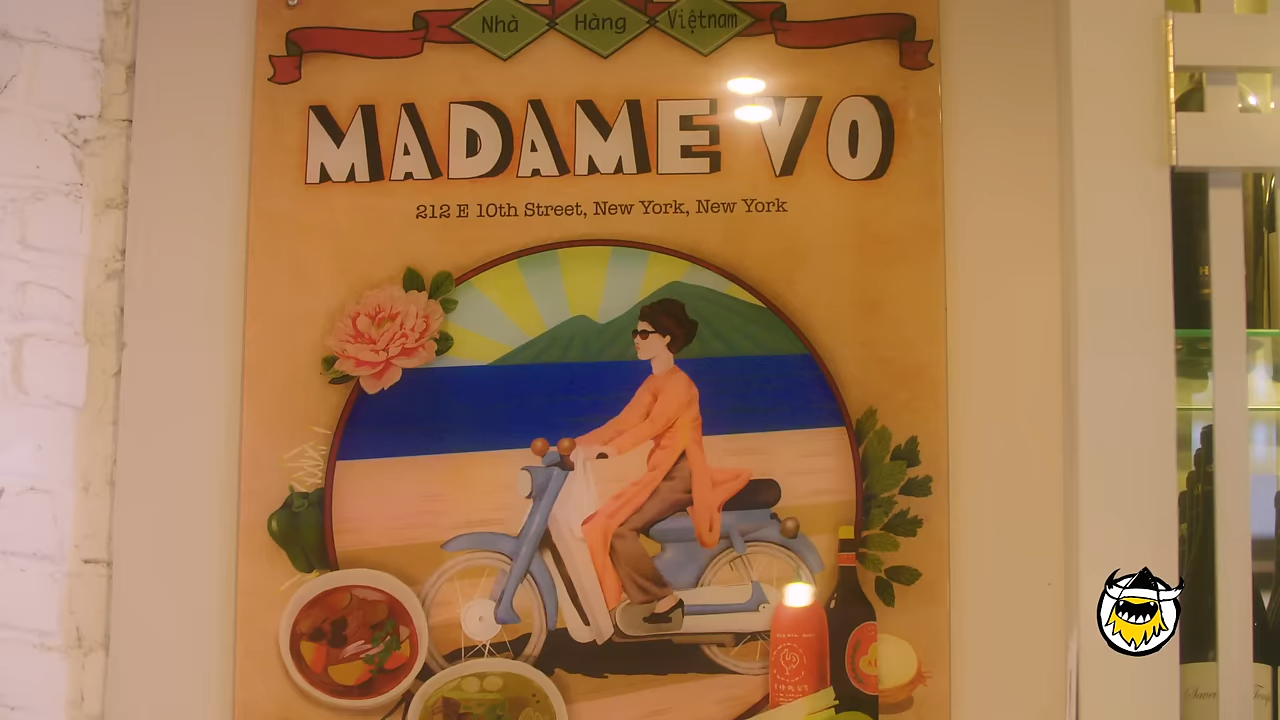 Nhà Hàng Việtnam
MADAME VO
212 E 10th Street, New York, New York